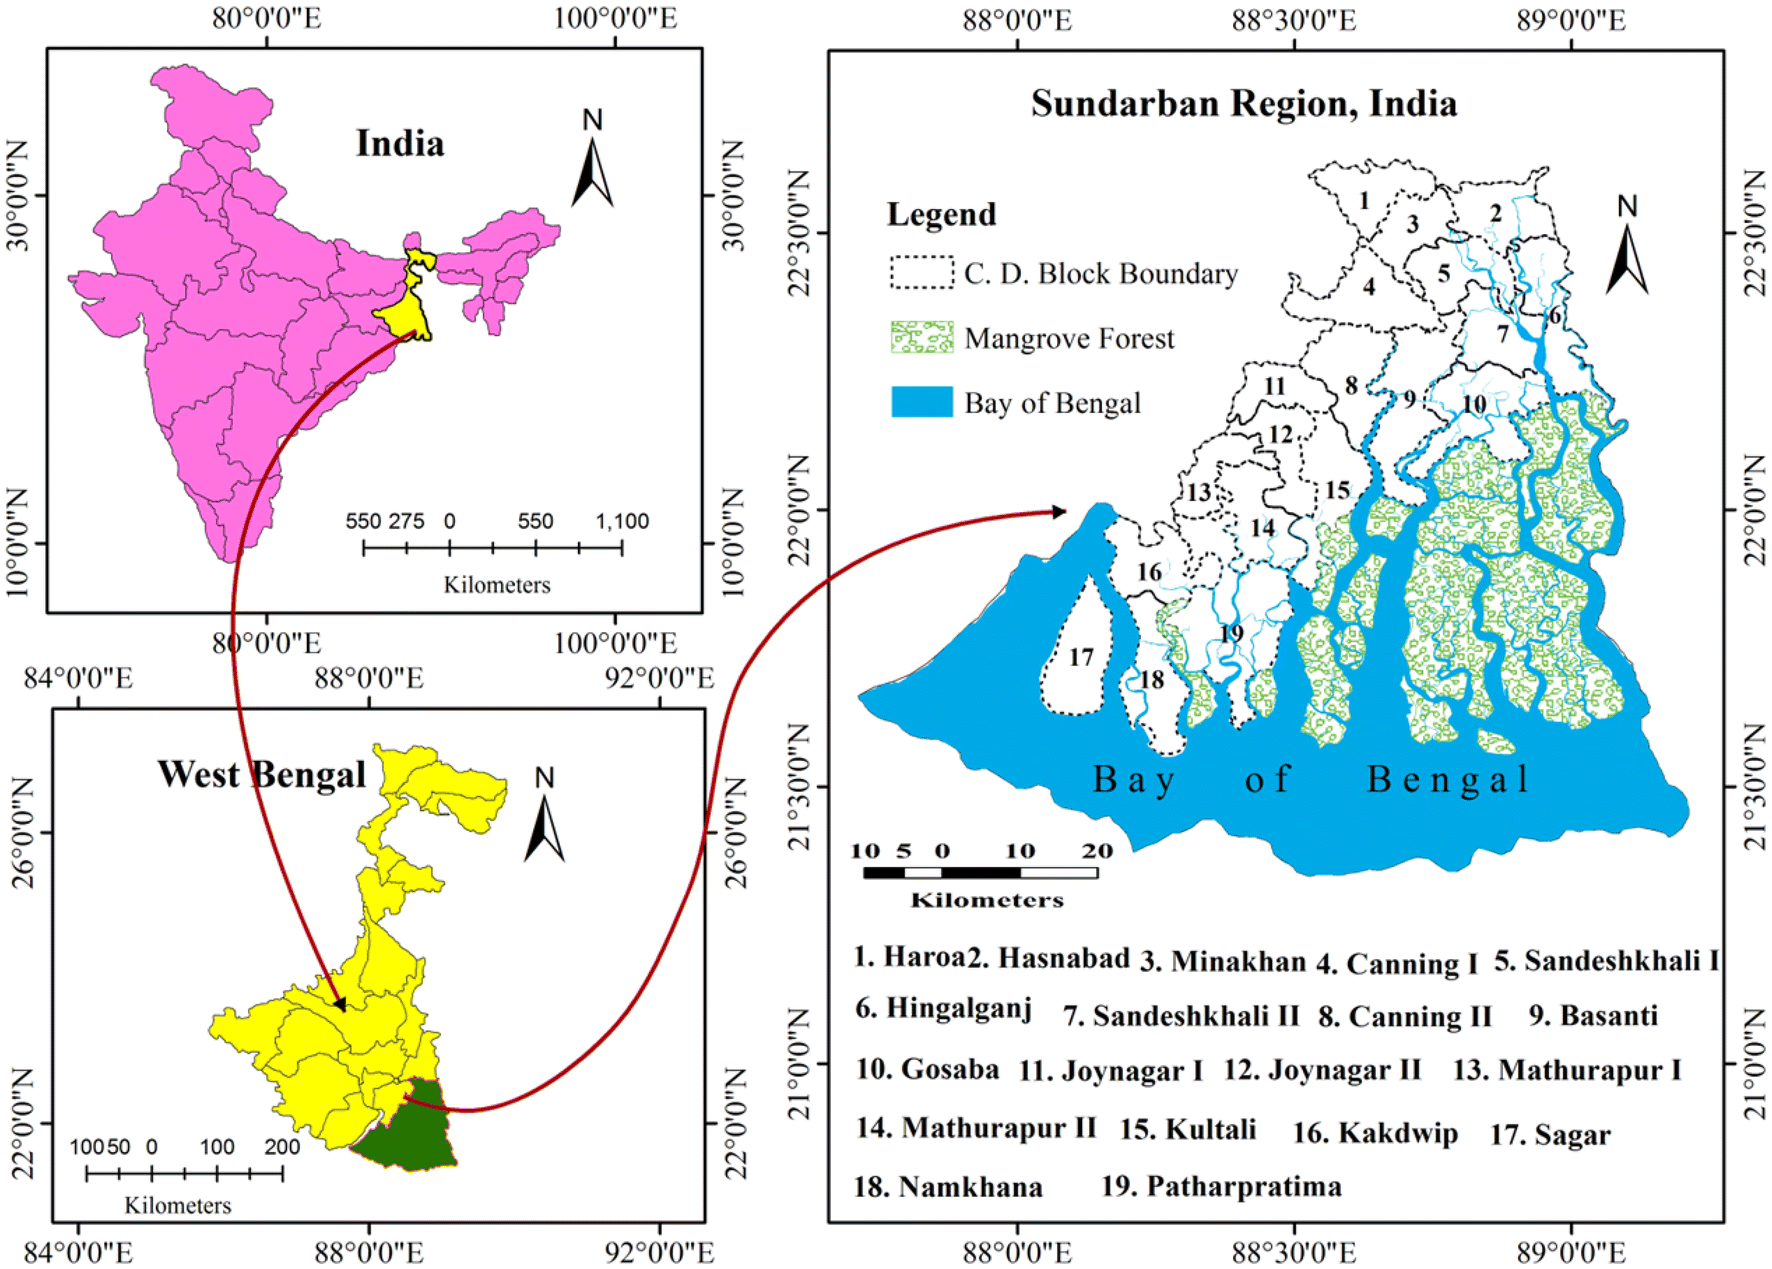 80°0'0"E 100°0'0"E
India
N
30°0'0"N 30°0'0"N
10°0'0"N 10°0'0"N
550 275 0 550 1,100
Kilometers
80°0'0"E 100°0'0"E
84°0'0"E 88°0'0"E 92°0'0"E
West Bengal
N
26°0'0"N 26°0'0"N
22°0'0"N 22°0'0"N
100 50 0 100 200
Kilometers
84°0'0"E 88°0'0"E 92°0'0"E
88°0'0"E 88°30'0"E 89°0'0"E
Sundarban Region, India
N
Legend
C. D. Block Boundary
Mangrove Forest
Bay of Bengal
22°30'0"N 22°30'0"N
22°0'0"N 22°0'0"N
21°30'0"N 21°30'0"N
21°0'0"N 21°0'0"N
1
2
3
4
5
6
7
8
9
10
11
12
13
14
15
16
17
18
19
Bay of Bengal
10 5 0 10 20
Kilometers
1. Haroa2. Hasnabad 3. Minakhan 4. Canning I 5. Sandeshkhali I
6. Hingalganj 7. Sandeshkhali II 8. Canning II 9. Basanti
10. Gosaba 11. Joynagar I 12. Joynagar II 13. Mathurapur I
14. Mathurapur II 15. Kultali 16. Kakdwip 17. Sagar
18. Namkhana 19. Patharpratima
88°0'0"E 88°30'0"E 89°0'0"E